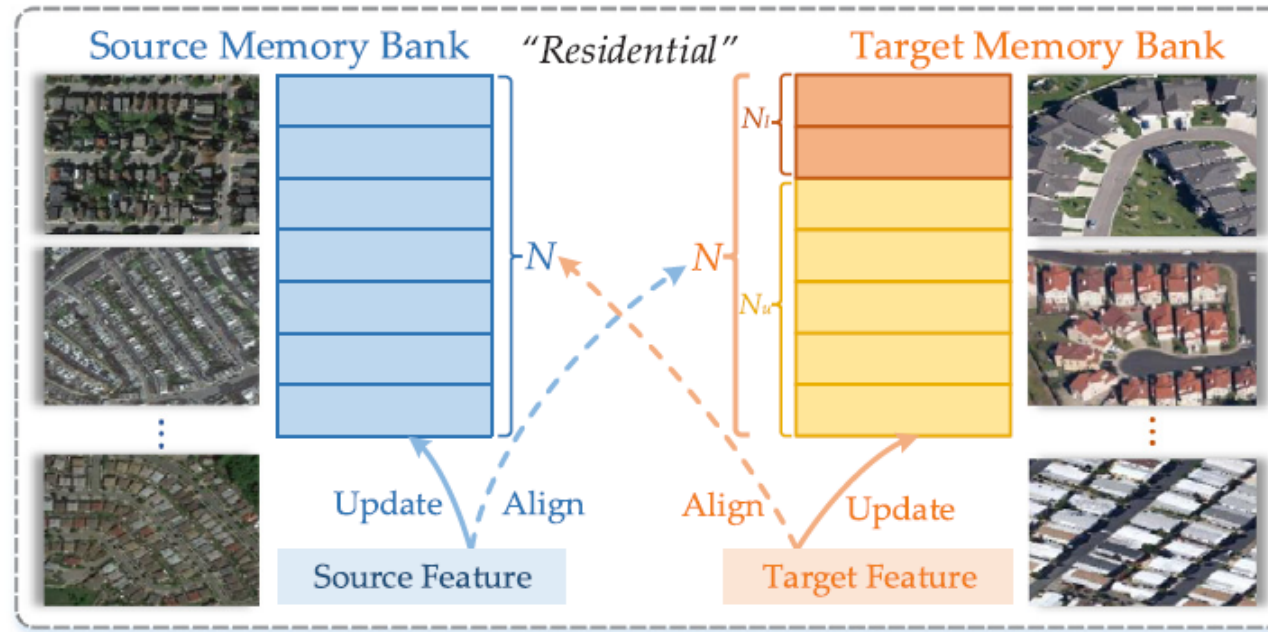 Source Memory Bank
"Residential"
Target Memory Bank
N
N
Nl
Nu
Update
Align
Align
Update
Source Feature
Target Feature